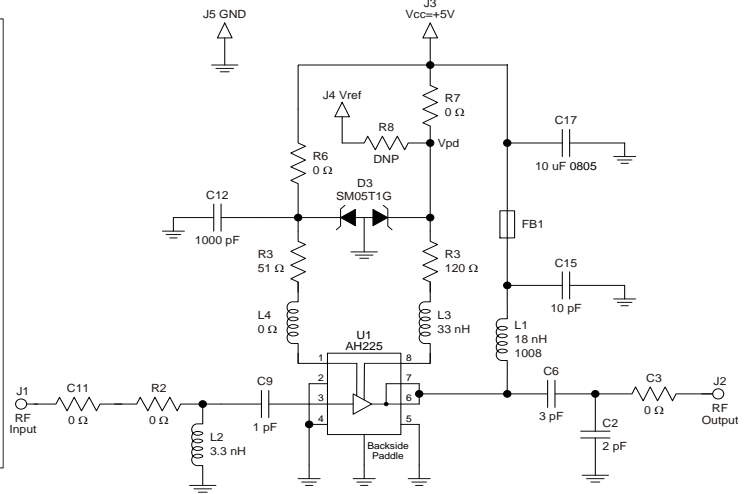 J5 GND
J3
Vcc=+5V
J4 Vref
R7
0 Ω
R8
DNP
Vpd
C17
10 uF 0805
R6
0 Ω
D3
SM05T1G
C12
1000 pF
FB1
R3
51 Ω
R3
120 Ω
C15
10 pF
L4
0 Ω
L3
33 nH
L1
18 nH
1008
U1
AH225
1
8
2
7
3
6
4
5
Backside
Paddle
J1
RF
Input
C11
0 Ω
R2
0 Ω
L2
3.3 nH
C9
1 pF
C6
3 pF
C2
2 pF
C3
0 Ω
J2
RF
Output